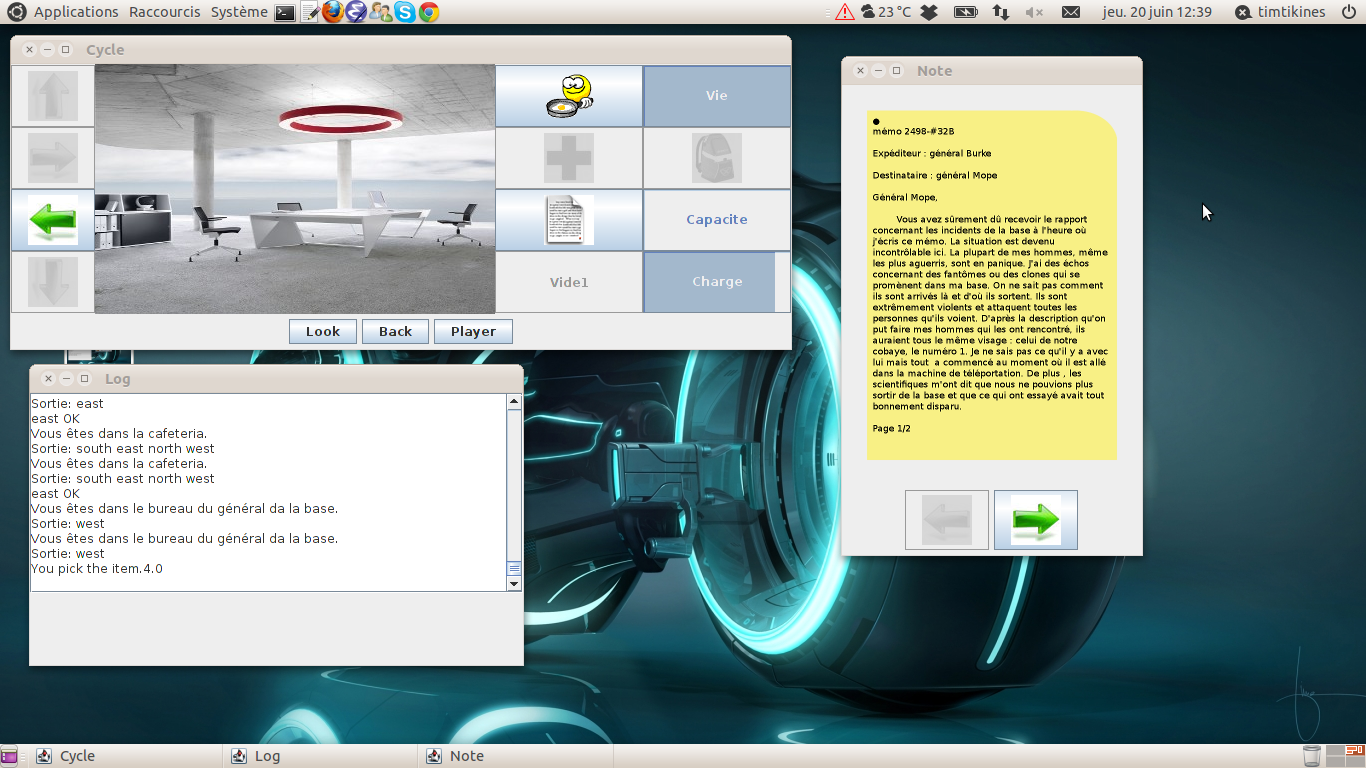 Applications Raccourcis Système 23 °C jeu. 20 juin 12:39 timtikines
Cycle
Vie
Capacite
Vide1 Charge
Look Back Player
Log
Sortie: east
east OK
Vous êtes dans la cafeteria.
Sortie: south east north west
Vous êtes dans la cafeteria.
Sortie: south east north west
east OK
Vous êtes dans le bureau du général da la base.
Sortie: west
Vous êtes dans le bureau du général da la base.
Sortie: west
You pick the item.4.0
Note
mémo 2498-#32B
Expéditeur : général Burke
Destinataire : général Mope
Général Mope,
Vous avez sûrement dû recevoir le rapport
concernant les incidents de la base à l'heure où
j'écris ce mémo. La situation est devenu
incontrôlable ici. La plupart de mes hommes, même
les plus aguerris, sont en panique. J'ai des échos
concernant des fantômes ou des clones qui se
promènent dans ma base. On ne sait pas comment
ils sont arrivés là et d'où ils sortent. Ils sont
extrêmement violents et attaquent toutes les
personnes qu'ils voient. D'après la description qu'on
put faire mes hommes qui les ont rencontré, ils
auraient tous le même visage : celui de notre
cobaye, le numéro 1. Je ne sais pas ce qu'il y a avec
lui mais tout a commencé au moment où il est allé
dans la machine de téléportation. De plus , les
scientifiques m'ont dit que nous ne pouvions plus
sortir de la base et que ce qui ont essayé avait tout
bonnement disparu.
Page 1/2
Cycle Log Note